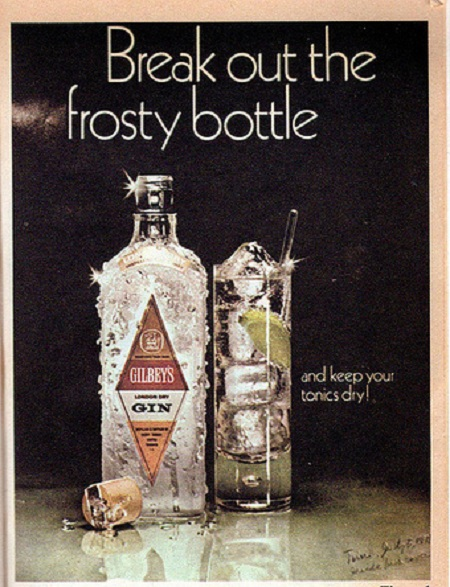 Break out the
frosty bottle
GILBEY'S
LONDON DRY
GIN
and keep your
tonics dry!